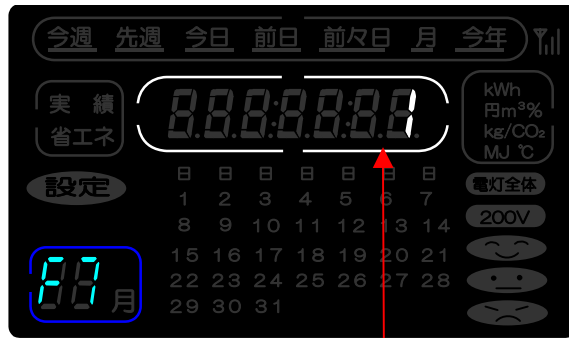 今週 先週 今日 前日 前々日 月 今年
実績 1 kWh
円m³%
省エネ kg/CO₂
MJ ℃
設定 日 日 日 日 日 日 日 電灯全体
1 2 3 4 5 6 7
8 9 10 11 12 13 14 200V
15 16 17 18 19 20 21
F7月 22 23 24 25 26 27 28
29 30 31